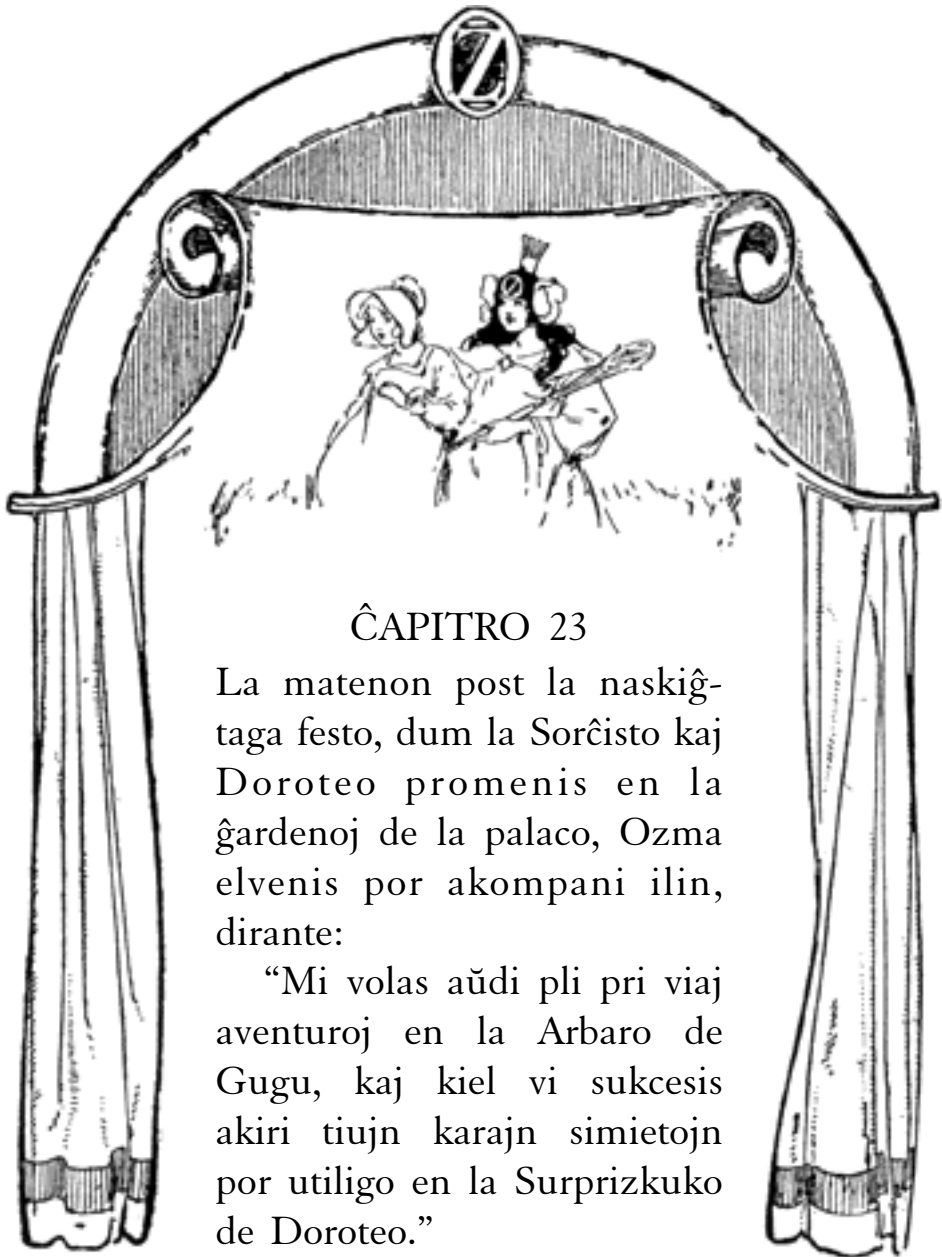 OZ
ĈAPITRO 23
La matenon post la naskiĝ-
taga festo, dum la Sorĉisto kaj
Doroteo promenis en la
ĝardenoj de la palaco, Ozma
elvenis por akompani ilin,
dirante:
“Mi volas aŭdi pli pri viaj
aventuroj en la Arbaro de
Gugu, kaj kiel vi sukcesis
akiri tiujn karajn simietojn
por utiligo en la Surprizkuko
de Doroteo.”